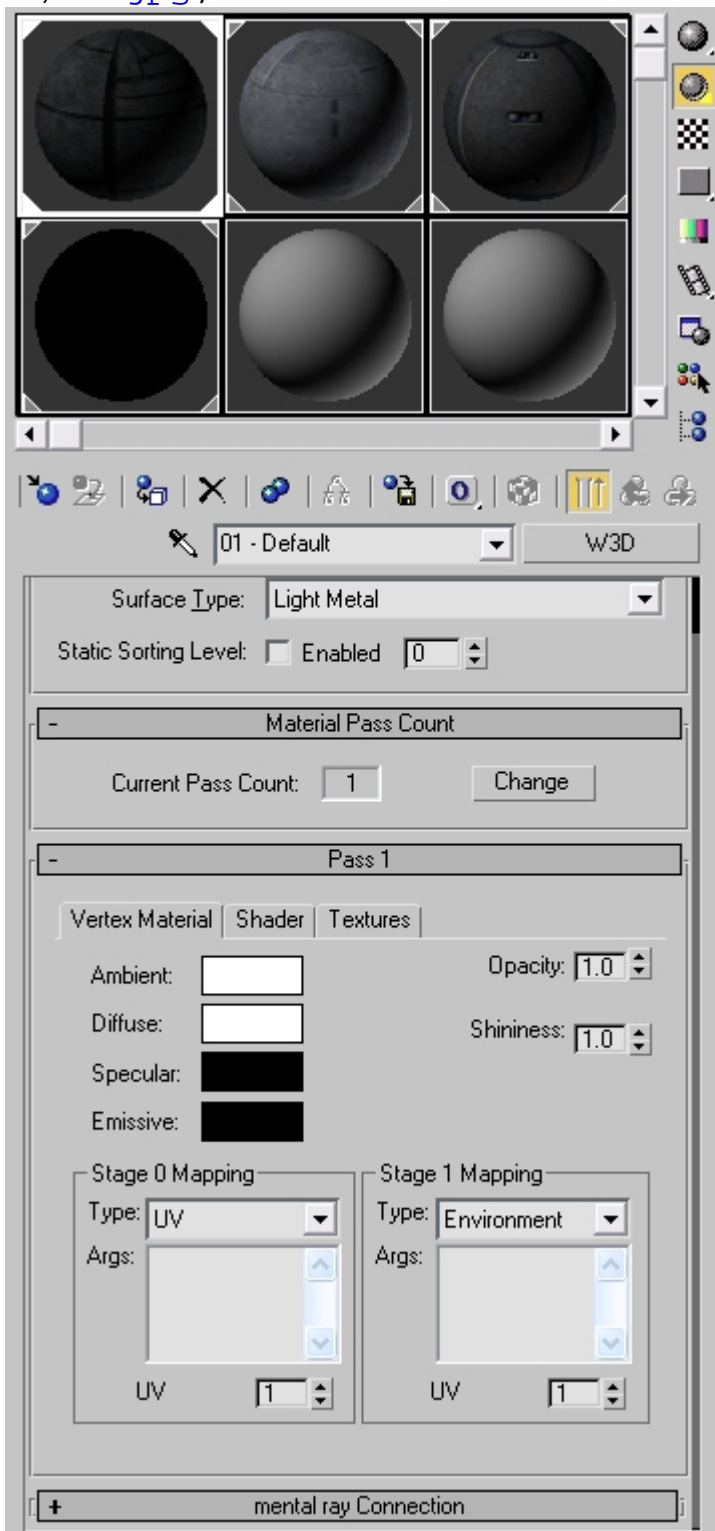 01 - Default W3D
Surface Type: Light Metal
Static Sorting Level: Enabled 0
- Material Pass Count
Current Pass Count: 1 Change
- Pass 1
Vertex Material Shader Textures
Ambient: Opacity: 1.0
Diffuse: Shininess: 1.0
Specular:
Emissive:
Stage 0 Mapping Stage 1 Mapping
Type: UV Type: Environment
Args: Args:
UV 1 UV 1
+ mental ray Connection